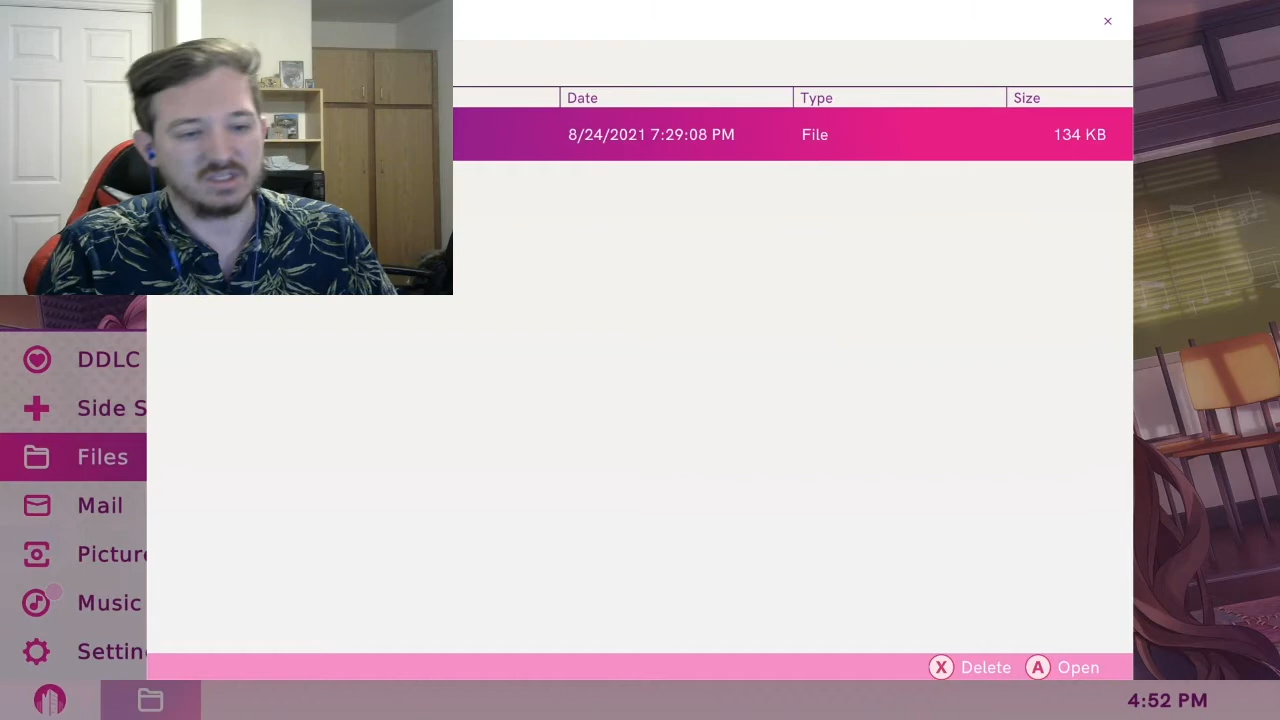 ×
Date Type Size
8/24/2021 7:29:08 PM File 134 KB
DDLC
Side S
Files
Mail
Pictur
Music
Settin
X Delete A Open
4:52 PM